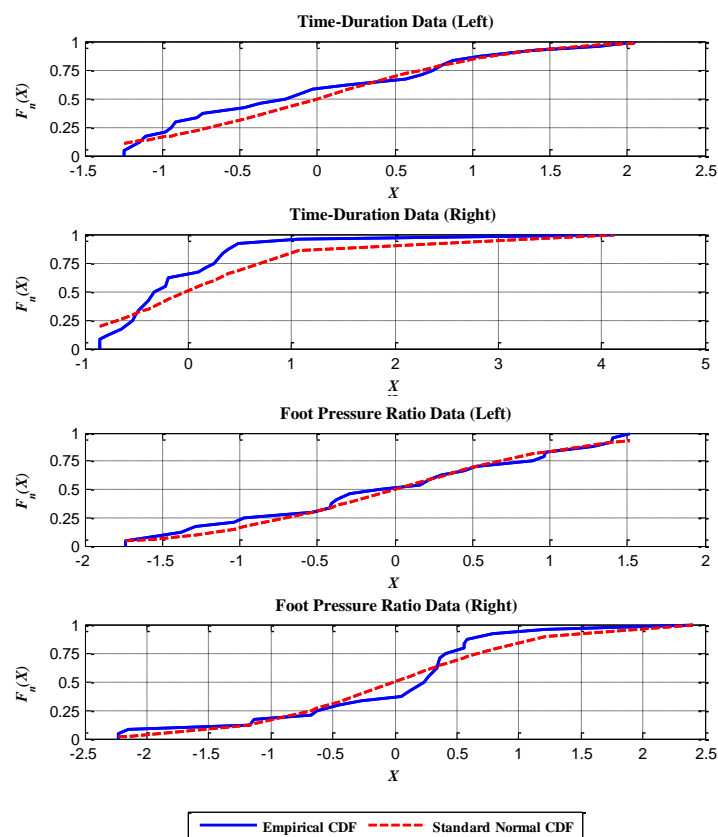 Time-Duration Data (Left)
1
0.75
0.5
0.25
0
F_n(X)
-1.5 -1 -0.5 0 0.5 1 1.5 2 2.5
X
Time-Duration Data (Right)
1
0.75
0.5
0.25
0
F_n(X)
-1 0 1 2 3 4 5
X
Foot Pressure Ratio Data (Left)
1
0.75
0.5
0.25
0
F_n(X)
-2 -1.5 -1 -0.5 0 0.5 1 1.5 2
X
Foot Pressure Ratio Data (Right)
1
0.75
0.5
0.25
0
F_n(X)
-2.5 -2 -1.5 -1 -0.5 0 0.5 1 1.5 2 2.5
X
Empirical CDF Standard Normal CDF